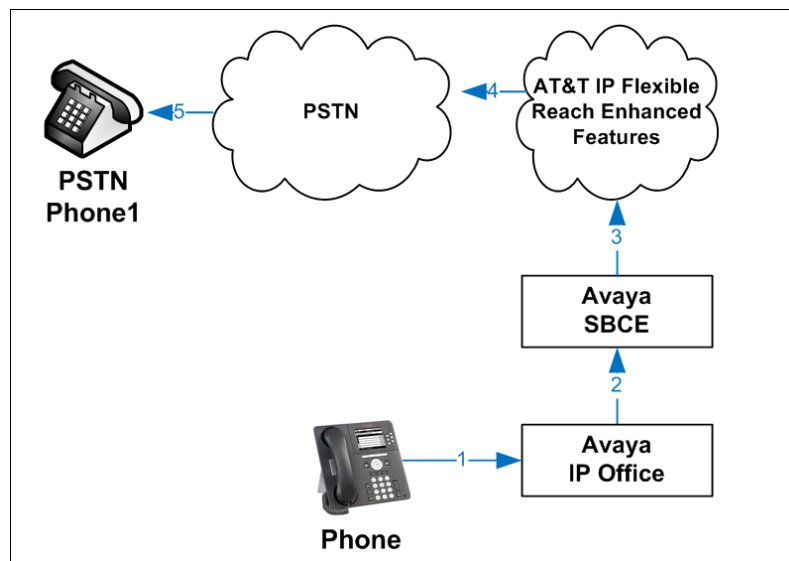 PSTN
Phone1
5
PSTN
4
AT&T IP Flexible
Reach Enhanced
Features
3
Avaya
SBCE
2
Avaya
IP Office
1
Phone